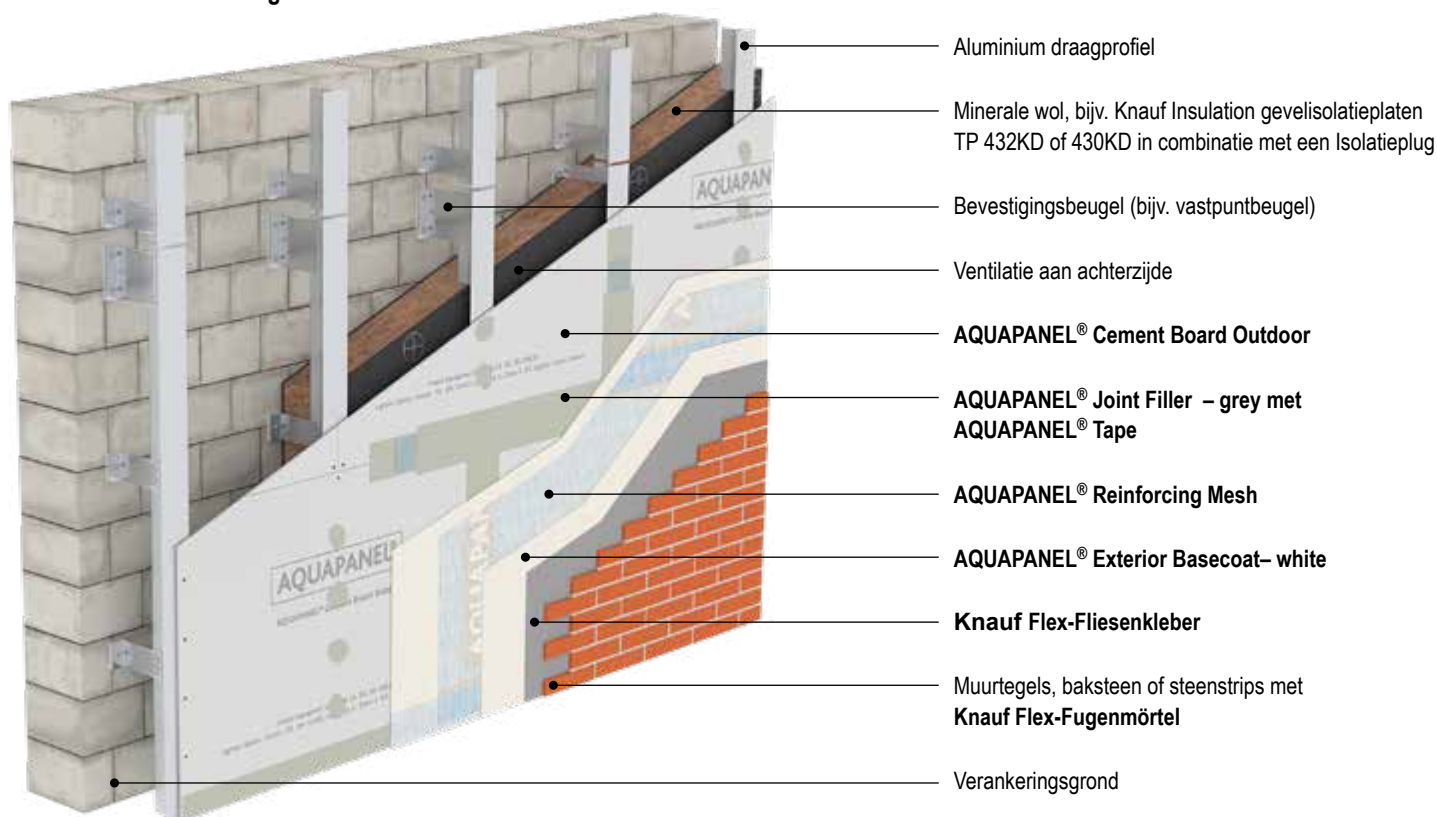 Aluminium draagprofiel
Minerale wol, bijv. Knauf Insulation gevelisolatieplaten
TP 432KD of 430KD in combinatie met een Isolatieplug
Bevestigingsbeugel (bijv. vastpuntbeugel)
Ventilatie aan achterzijde
AQUAPANEL® Cement Board Outdoor
AQUAPANEL® Joint Filler – grey met
AQUAPANEL® Tape
AQUAPANEL® Reinforcing Mesh
AQUAPANEL® Exterior Basecoat– white
Knauf Flex-Fliesenkleber
Muurtegels, baksteen of steenstrips met
Knauf Flex-Fugenmörtel
Verankeringsgrond
AQUAPAN
AQUAPANEL
AQUAPAN